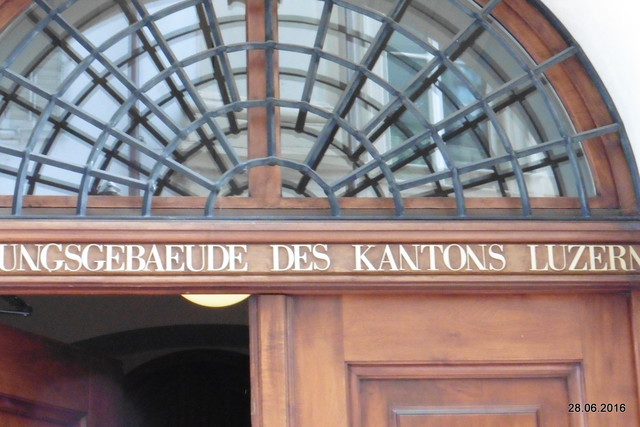 UNGSGEBAEUDE DES KANTONS LUZERN
28.06.2016